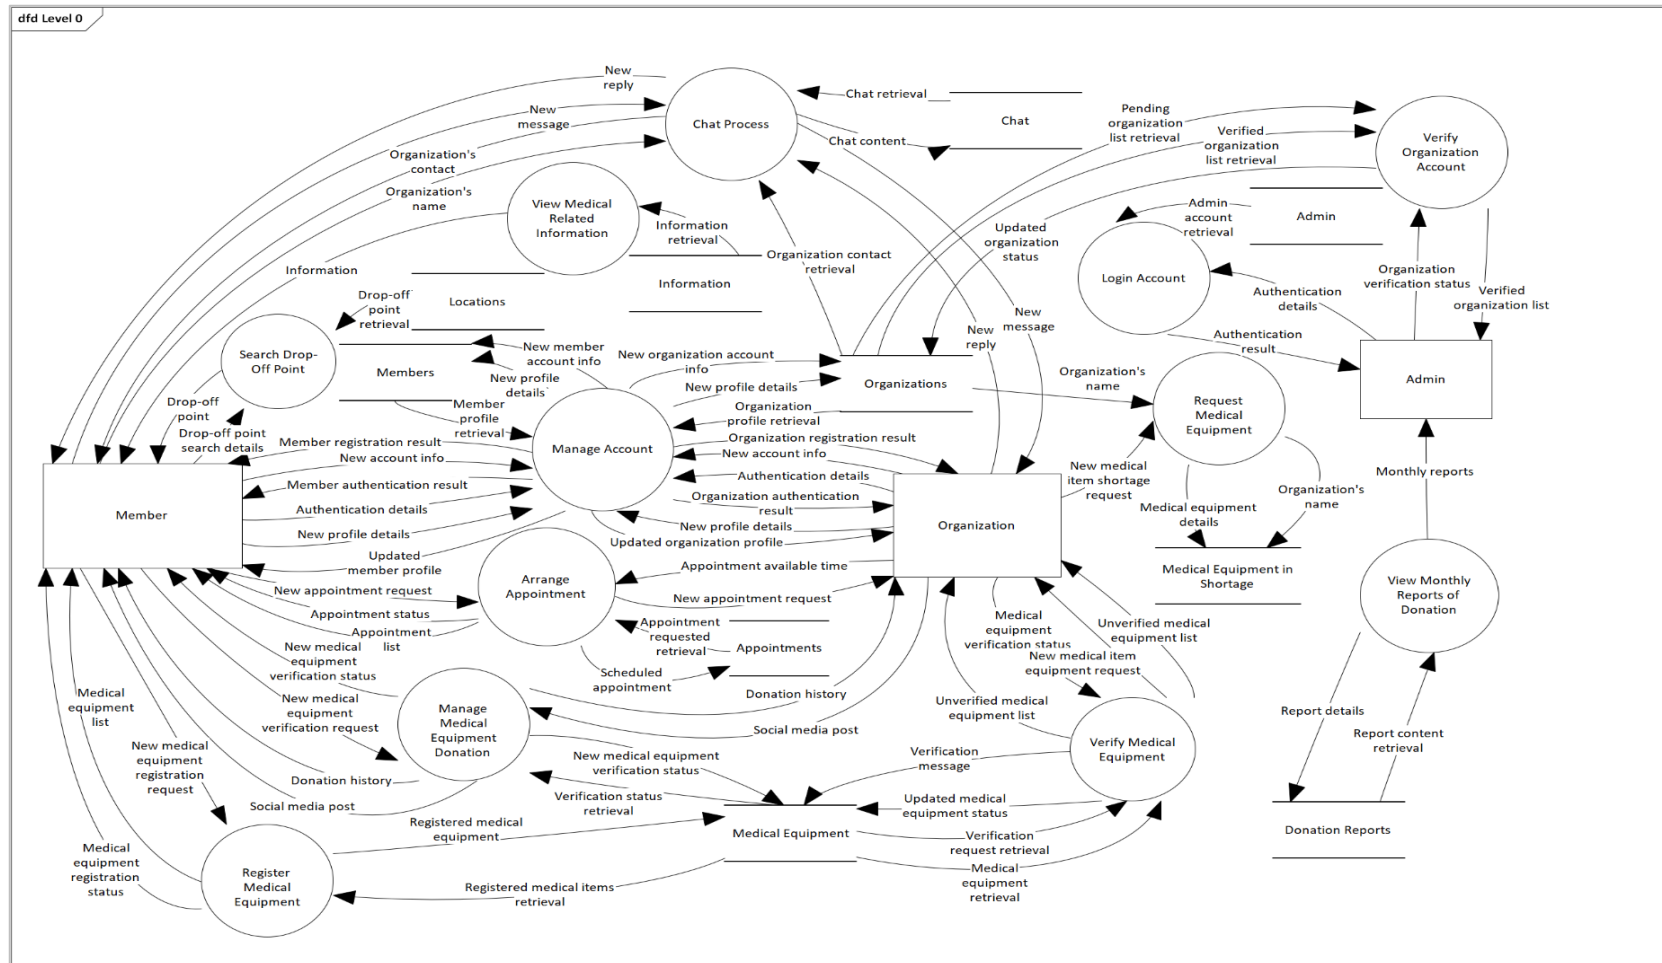 dfd Level 0
New
reply
New
message
Organization's
contact
Organization's
name
Chat Process
Chat retrieval
Chat
Chat content
Pending
organization
list retrieval
Verified
organization
list retrieval
Verify
Organization
Account
View Medical
Related
Information
Information
retrieval
Information
Information
Organization contact
retrieval
Updated
organization
status
Admin
account
retrieval
Admin
Login Account
Authentication
details
Authentication
result
Organization
verification status
Verified
organization list
Admin
Drop-off
point
retrieval
Locations
Search Drop-
Off Point
Members
New member
account info
New profile
details
Member
profile
retrieval
Drop-off
point
Drop-off point
search details
New organization account
info
New profile details
Organization
profile retrieval
Organizations
New
reply
New
message
Organization's
name
Request
Medical
Equipment
Manage Account
Member registration result
New account info
Member authentication result
Authentication details
New profile details
Updated
member profile
Member
Organization registration result
New account info
Authentication details
Organization authentication
result
New profile details
Updated organization profile
Organization
New medical
item shortage
request
Medical equipment
details
Organization's
name
Medical Equipment in
Shortage
Monthly reports
View Monthly
Reports of
Donation
Report details
Report content
retrieval
Donation Reports
Arrange
Appointment
Appointment available time
New appointment request
New appointment request
Appointment status
Appointment
list
Appointment
requested
retrieval
Appointments
Scheduled
appointment
New medical
equipment
verification status
New medical
equipment
verification request
Manage
Medical
Equipment
Donation
Donation history
Social media post
Donation history
Social media post
Medical
equipment
verification status
New medical item
equipment request
Unverified medical
equipment list
Unverified medical
equipment list
Verify Medical
Equipment
Verification
message
New medical equipment
verification status
Verification status
retrieval
Updated medical
equipment status
Verification
request retrieval
Medical
equipment
retrieval
Medical Equipment
Medical
equipment
list
New medical
equipment
registration
request
Medical
equipment
registration
status
Register
Medical
Equipment
Registered medical
equipment
Registered medical items
retrieval